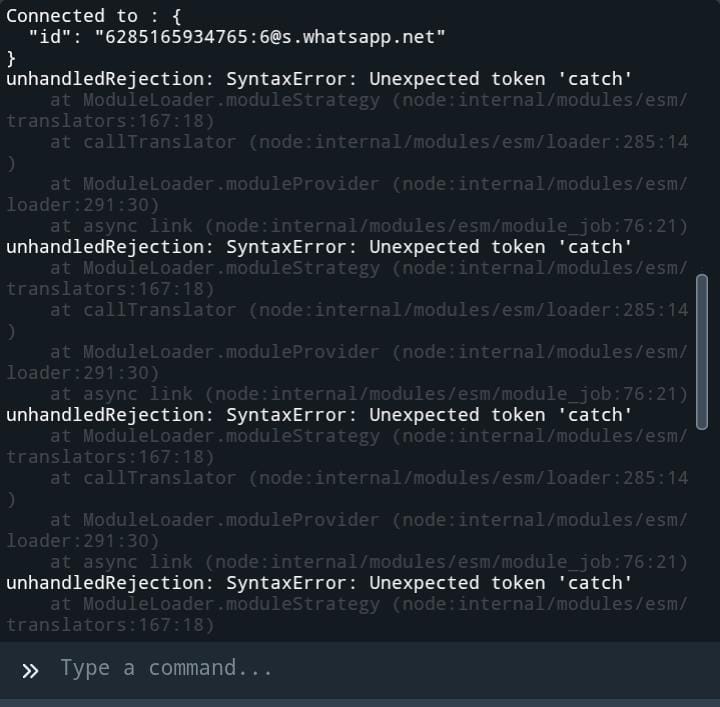 Connected to : {
  "id": "6285165934765:6@s.whatsapp.net"
}
unhandledRejection: SyntaxError: Unexpected token 'catch'
    at ModuleLoader.moduleStrategy (node:internal/modules/esm/
translators:167:18)
    at callTranslator (node:internal/modules/esm/loader:285:14
)
    at ModuleLoader.moduleProvider (node:internal/modules/esm/
loader:291:30)
    at async link (node:internal/modules/esm/module_job:76:21)
unhandledRejection: SyntaxError: Unexpected token 'catch'
    at ModuleLoader.moduleStrategy (node:internal/modules/esm/
translators:167:18)
    at callTranslator (node:internal/modules/esm/loader:285:14
)
    at ModuleLoader.moduleProvider (node:internal/modules/esm/
loader:291:30)
    at async link (node:internal/modules/esm/module_job:76:21)
unhandledRejection: SyntaxError: Unexpected token 'catch'
    at ModuleLoader.moduleStrategy (node:internal/modules/esm/
translators:167:18)
    at callTranslator (node:internal/modules/esm/loader:285:14
)
    at ModuleLoader.moduleProvider (node:internal/modules/esm/
loader:291:30)
    at async link (node:internal/modules/esm/module_job:76:21)
unhandledRejection: SyntaxError: Unexpected token 'catch'
    at ModuleLoader.moduleStrategy (node:internal/modules/esm/
translators:167:18)
» Type a command...